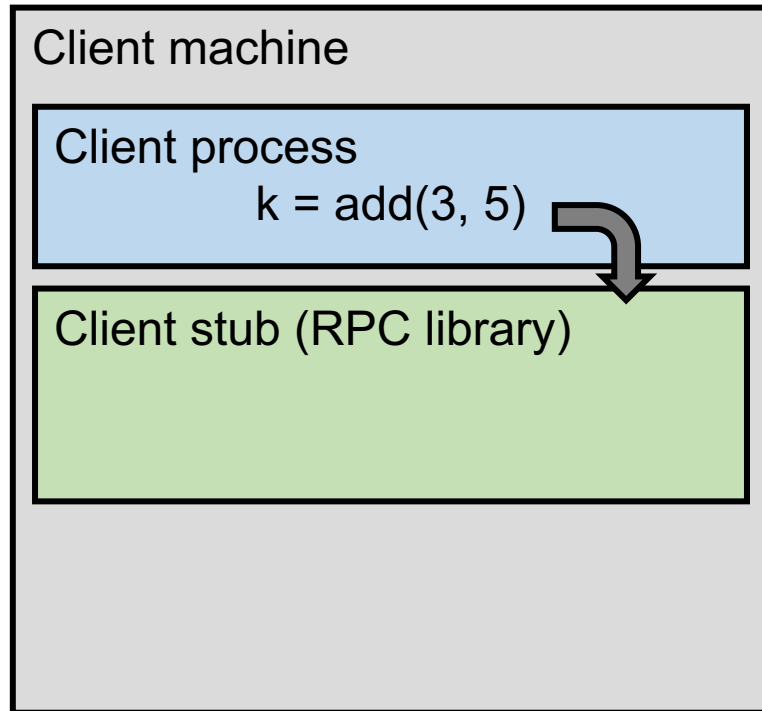 Client machine
Client process
k = add(3, 5)
Client stub (RPC library)